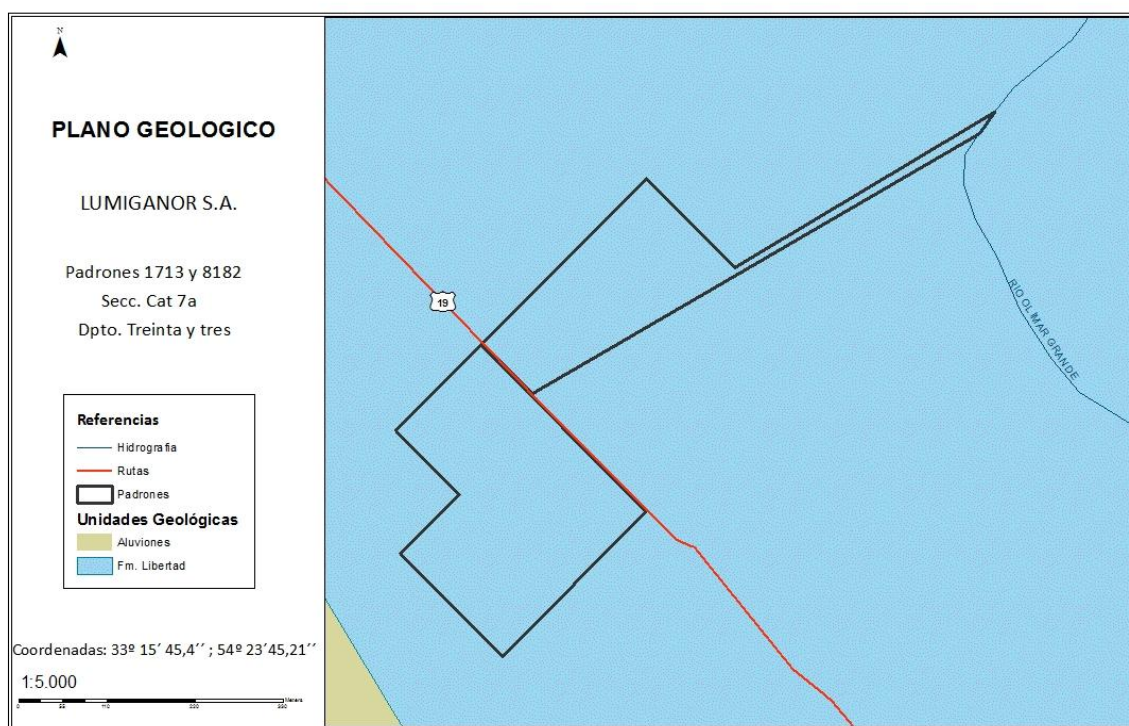 N
PLANO GEOLOGICO
LUMIGANOR S.A.
Padrones 1713 y 8182
Secc. Cat 7a
Dpto. Treinta y tres
Referencias
Hidrografia
Rutas
Padrones
Unidades Geológicas
Aluviones
Fm. Libertad
Coordenadas: 33º 15´ 45,4´´ ; 54º 23´45,21´´
1:5.000
19
RIO OLIMAR GRANDE